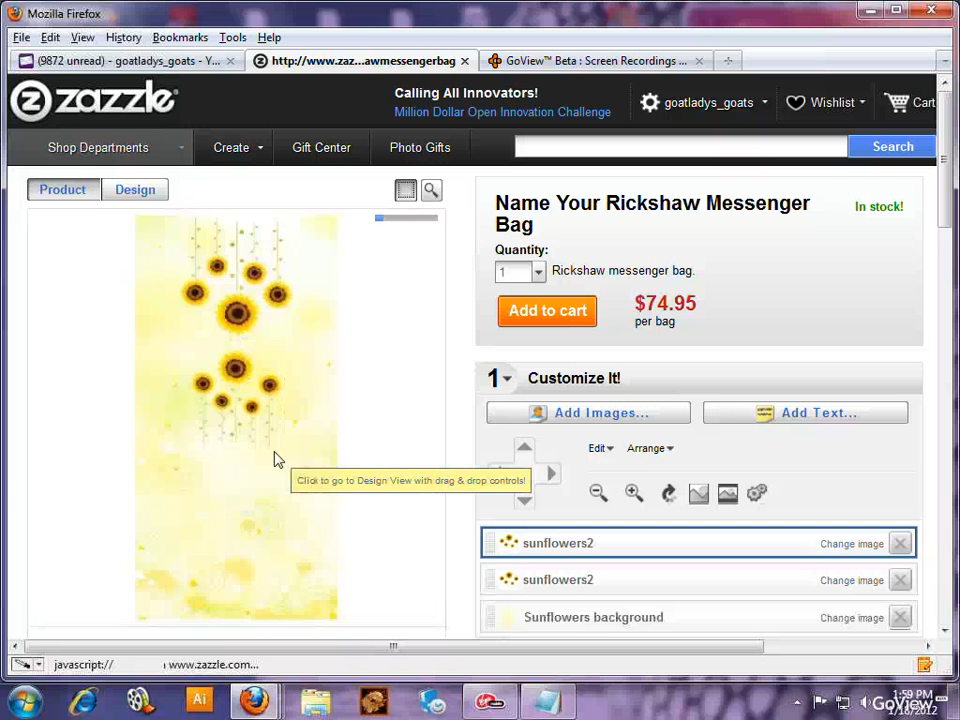 Mozilla Firefox
File Edit View History Bookmarks Tools Help
(9872 unread) - goatladys_goats - Y...
http://www.zaz...awmessengerbag
GoView™ Beta : Screen Recordings ...
zazzle
Calling All Innovators!
Million Dollar Open Innovation Challenge
goatladys_goats
Wishlist
Cart
Shop Departments
Create
Gift Center
Photo Gifts
Search
Product
Design
Name Your Rickshaw Messenger
Bag
In stock!
Quantity:
1
Rickshaw messenger bag.
Add to cart
$74.95
per bag
1
Customize It!
Add Images...
Add Text...
Edit
Arrange
Click to go to Design View with drag & drop controls!
sunflowers2
Change image
sunflowers2
Change image
Sunflowers background
Change image
javascript://
www.zazzle.com...
Ai
1:59 PM
1/18/2012
GoView